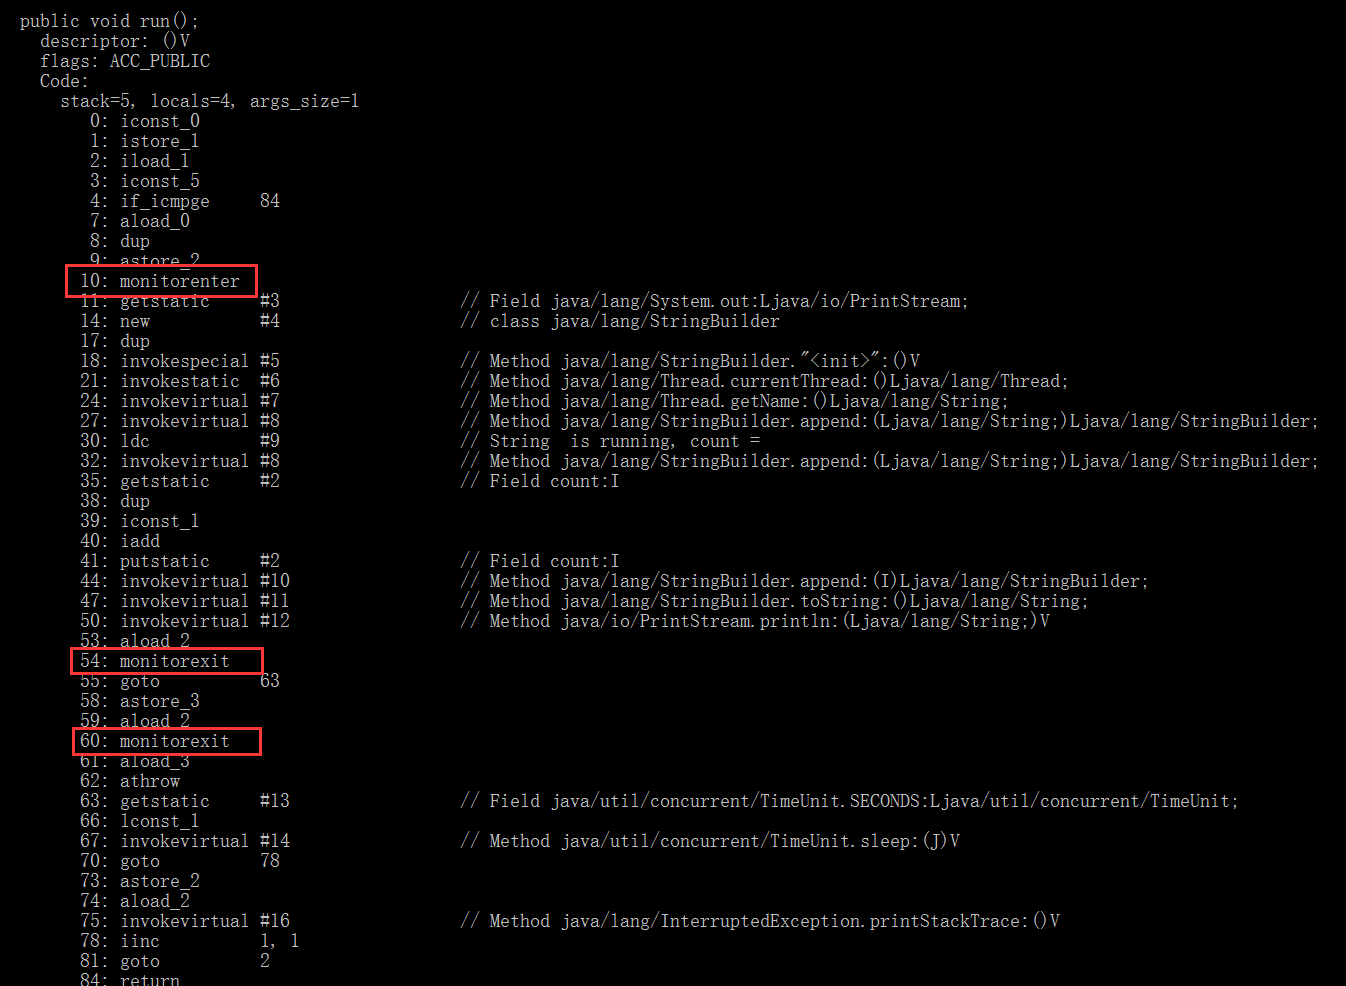 public void run();
descriptor: ()V
flags: ACC_PUBLIC
Code:
stack=5, locals=4, args_size=1
0: iconst_0
1: istore_1
2: iload_1
3: iconst_5
4: if_icmpge 84
7: aload_0
8: dup
9: astore_2
10: monitorenter
11: getstatic #3 // Field java/lang/System.out:Ljava/io/PrintStream;
14: new #4 // class java/lang/StringBuilder
17: dup
18: invokespecial #5 // Method java/lang/StringBuilder."<init>":()V
21: invokestatic #6 // Method java/lang/Thread.currentThread:()Ljava/lang/Thread;
24: invokevirtual #7 // Method java/lang/Thread.getName:()Ljava/lang/String;
27: invokevirtual #8 // Method java/lang/StringBuilder.append:(Ljava/lang/String;)Ljava/lang/StringBuilder;
30: ldc #9 // String  is running, count =
32: invokevirtual #8 // Method java/lang/StringBuilder.append:(Ljava/lang/String;)Ljava/lang/StringBuilder;
35: getstatic #2 // Field count:I
38: dup
39: iconst_1
40: iadd
41: putstatic #2 // Field count:I
44: invokevirtual #10 // Method java/lang/StringBuilder.append:(I)Ljava/lang/StringBuilder;
47: invokevirtual #11 // Method java/lang/StringBuilder.toString:()Ljava/lang/String;
50: invokevirtual #12 // Method java/io/PrintStream.println:(Ljava/lang/String;)V
53: aload_2
54: monitorexit
55: goto 63
58: astore_3
59: aload_2
60: monitorexit
61: aload_3
62: athrow
63: getstatic #13 // Field java/util/concurrent/TimeUnit.SECONDS:Ljava/util/concurrent/TimeUnit;
66: lconst_1
67: invokevirtual #14 // Method java/util/concurrent/TimeUnit.sleep:(J)V
70: goto 78
73: astore_2
74: aload_2
75: invokevirtual #16 // Method java/lang/InterruptedException.printStackTrace:()V
78: iinc 1, 1
81: goto 2
84: return